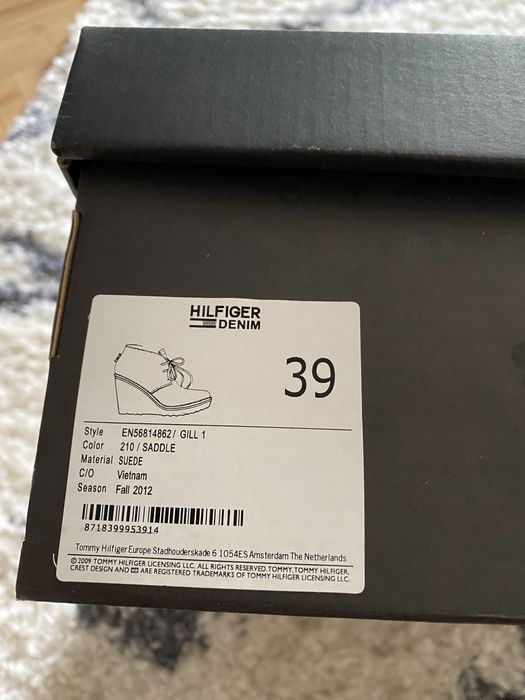 HILFIGER
DENIM
39
Style EN56814862/ GILL 1
Color 210 / SADDLE
Material SUEDE
C/O Vietnam
Season Fall 2012
8718399953914
Tommy Hilfiger Europe Stadhouderskade 6 1054ES Amsterdam The Netherlands
© 2009 TOMMY HILFIGER LICENSING LLC. ALL RIGHTS RESERVED. TOMMY, TOMMY HILFIGER,
CREST DESIGN AND ARE REGISTERED TRADEMARKS OF TOMMY HILFIGER LICENSING LLC.